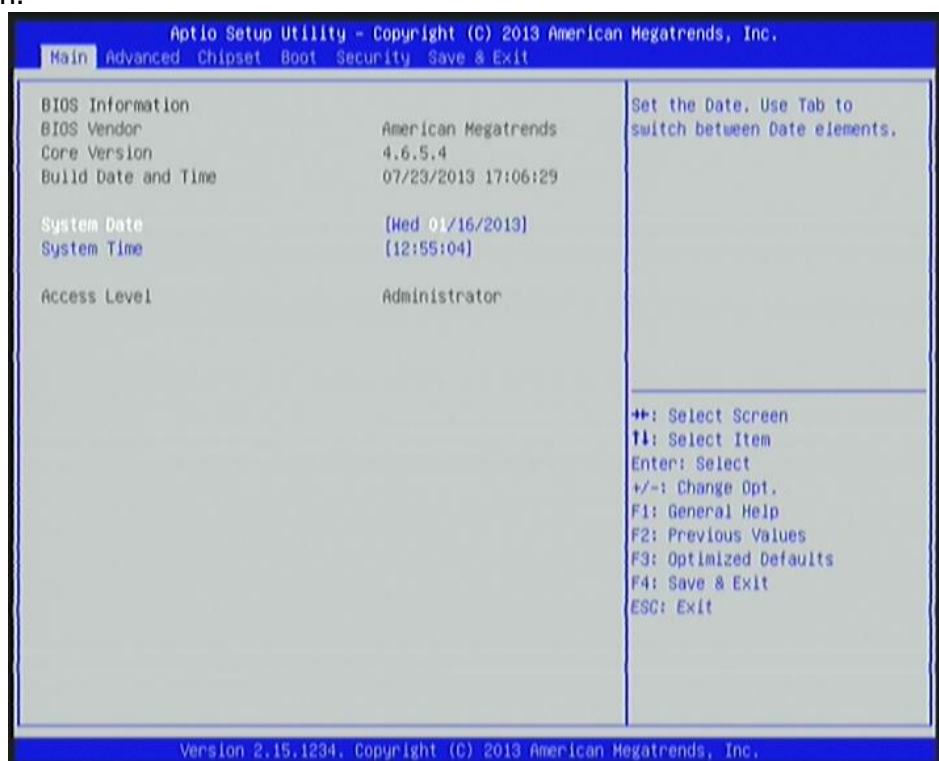 n.
Aptio Setup Utility - Copyright (C) 2013 American Megatrends, Inc.
Main Advanced Chipset Boot Security Save & Exit
BIOS Information
BIOS Vendor American Megatrends
Core Version 4.6.5.4
Build Date and Time 07/23/2013 17:06:29
System Date [Wed 01/16/2013]
System Time [12:55:04]
Access Level Administrator
Set the Date. Use Tab to
switch between Date elements.
→←: Select Screen
↑↓: Select Item
Enter: Select
+/-: Change Opt.
F1: General Help
F2: Previous Values
F3: Optimized Defaults
F4: Save & Exit
ESC: Exit
Version 2.15.1234. Copyright (C) 2013 American Megatrends, Inc.